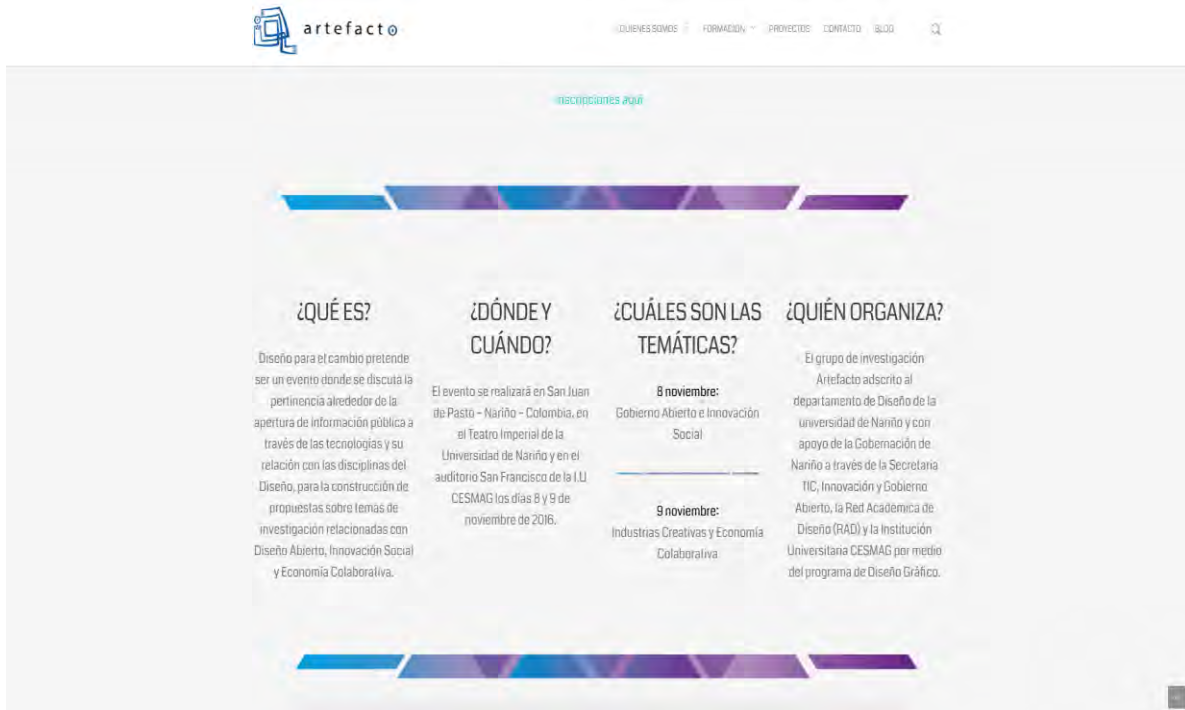 artefacto
QUIENES SOMOS FORMACION PROYECTOS CONTACTO BLOG
Inscripciones aquí
¿QUÉ ES?
Diseño para el cambio pretende
ser un evento donde se discuta la
pertinencia alrededor de la
apertura de información pública a
través de las tecnologías y su
relación con las disciplinas del
Diseño, para la construcción de
propuestas sobre temas de
investigación relacionadas con
Diseño Abierto, Innovación Social
y Economía Colaborativa.
¿DÓNDE Y
CUÁNDO?
El evento se realizará en San Juan
de Pasto – Nariño – Colombia, en
el Teatro Imperial de la
Universidad de Nariño y en el
auditorio San Francisco de la I.U
CESMAG los días 8 y 9 de
noviembre de 2016.
¿CUÁLES SON LAS
TEMÁTICAS?
8 noviembre:
Gobierno Abierto e Innovación
Social
9 noviembre:
Industrias Creativas y Economía
Colaborativa
¿QUIÉN ORGANIZA?
El grupo de investigación
Artefacto adscrito al
departamento de Diseño de la
universidad de Nariño y con
apoyo de la Gobernación de
Nariño a través de la Secretaria
TIC, Innovación y Gobierno
Abierto, la Red Academica de
Diseño (RAD) y la Institución
Universitaria CESMAG por medio
del programa de Diseño Gráfico.